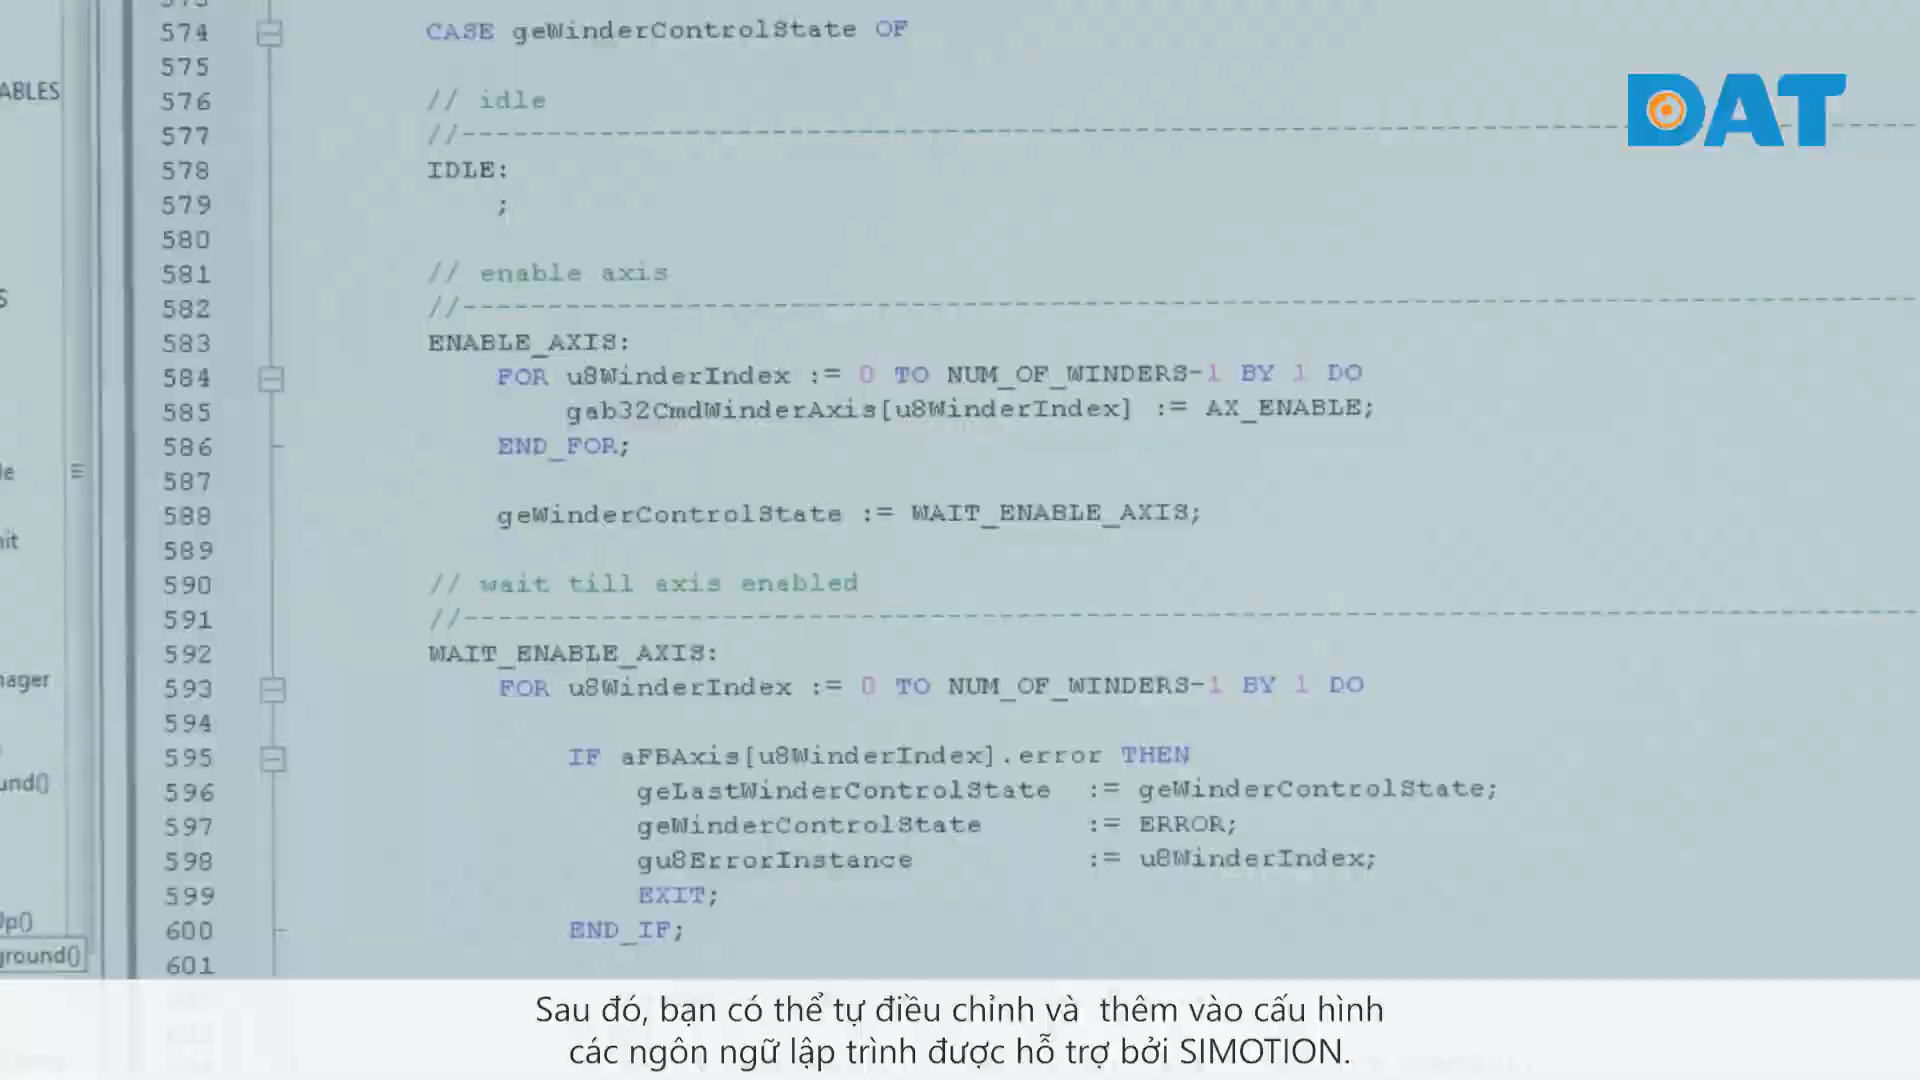 574 CASE geWinderControlState OF
575
ABLES
576 // idle
577 //--------------------------------------------------------------------
DAT
578 IDLE:
579 ;
580
581 // enable axis
582 //--------------------------------------------------------------------
583 ENABLE_AXIS:
584 FOR u8WinderIndex := 0 TO NUM_OF_WINDERS-1 BY 1 DO
585 gab32CmdWinderAxis[u8WinderIndex] := AX_ENABLE;
586 END_FOR;
587
588 geWinderControlState := WAIT_ENABLE_AXIS;
589
590 // wait till axis enabled
591 //--------------------------------------------------------------------
592 WAIT_ENABLE_AXIS:
593 FOR u8WinderIndex := 0 TO NUM_OF_WINDERS-1 BY 1 DO
594
595 IF aFBAxis[u8WinderIndex].error THEN
596 geLastWinderControlState := geWinderControlState;
597 geWinderControlState := ERROR;
598 gu8ErrorInstance := u8WinderIndex;
599 EXIT;
600 END_IF;
601
Sau đó, bạn có thể tự điều chỉnh và thêm vào cấu hình
các ngôn ngữ lập trình được hỗ trợ bởi SIMOTION.